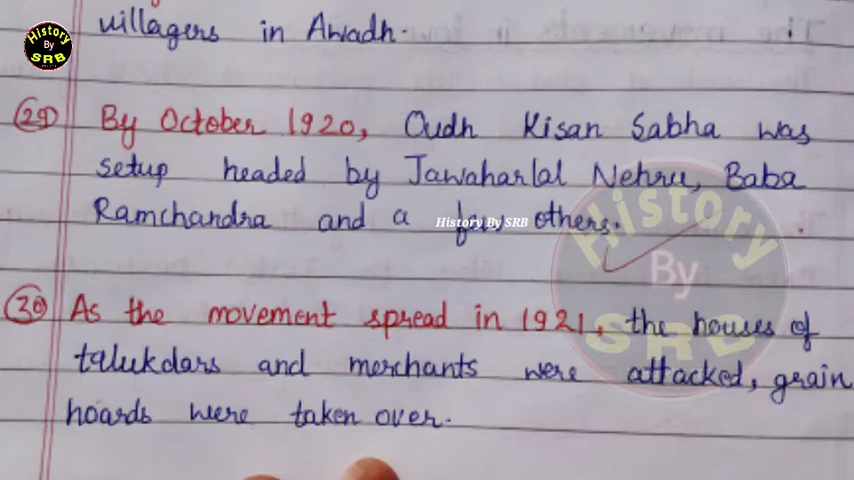 villagers in Awadh.
History
By
SRB
29 By October 1920, Oudh Kisan Sabha was
setup headed by Jawaharlal Nehru, Baba
Ramchandra and a few others.
History By SRB
History
By
SRB
30 As the movement spread in 1921, the houses of
talukdars and merchants were attacked, grain
hoards were taken over.